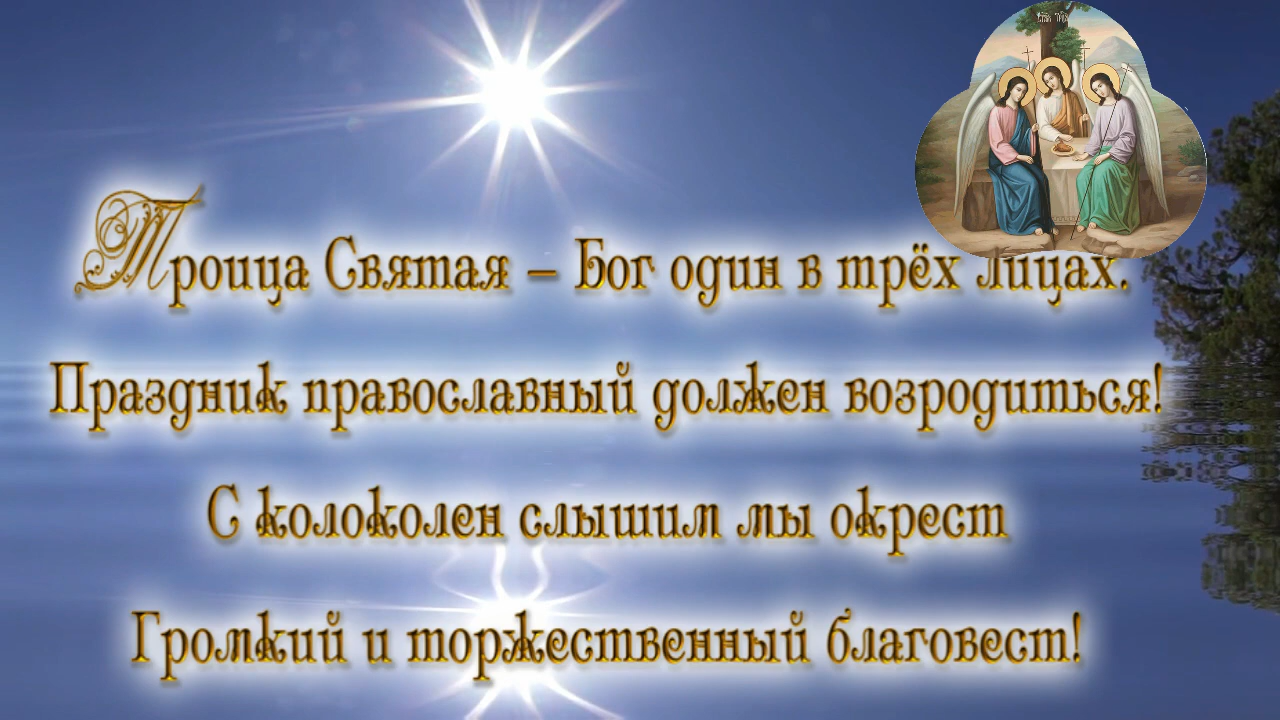 Троица Святая – Бог один в трёх лицах.
Праздник православный должен возродиться!
С колоколен слышим мы окрест
Громкий и торжественный благовест!